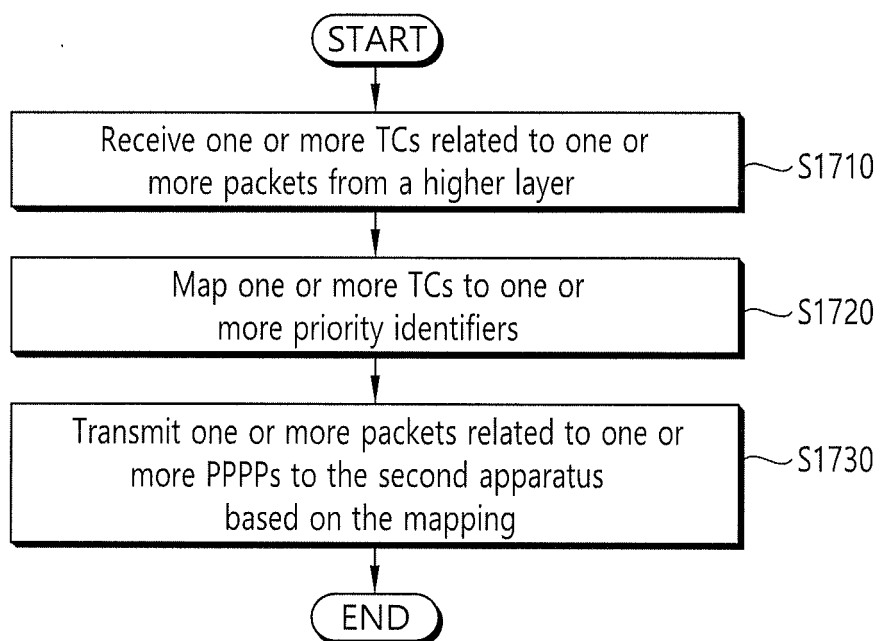 START
Receive one or more TCs related to one or
more packets from a higher layer
S1710
Map one or more TCs to one or
more priority identifiers
S1720
Transmit one or more packets related to one or
more PPPPs to the second apparatus
based on the mapping
S1730
END